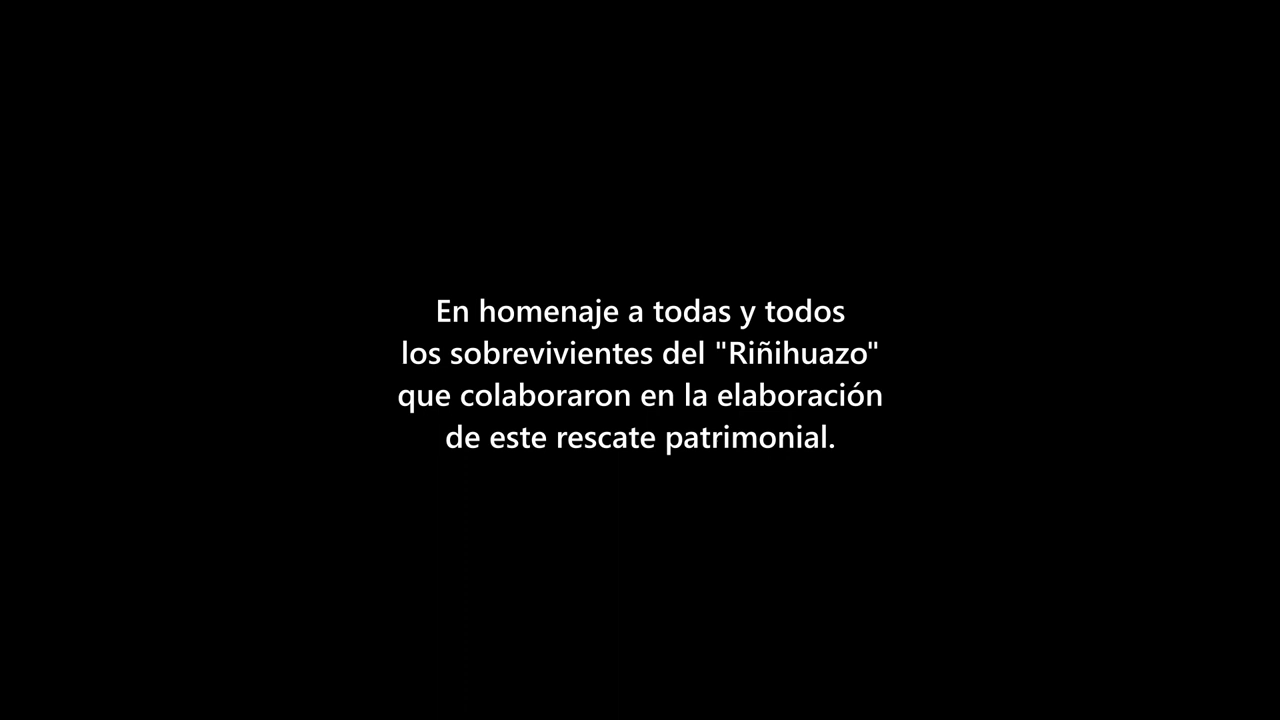 En homenaje a todas y todos
los sobrevivientes del "Riñihuazo"
que colaboraron en la elaboración
de este rescate patrimonial.